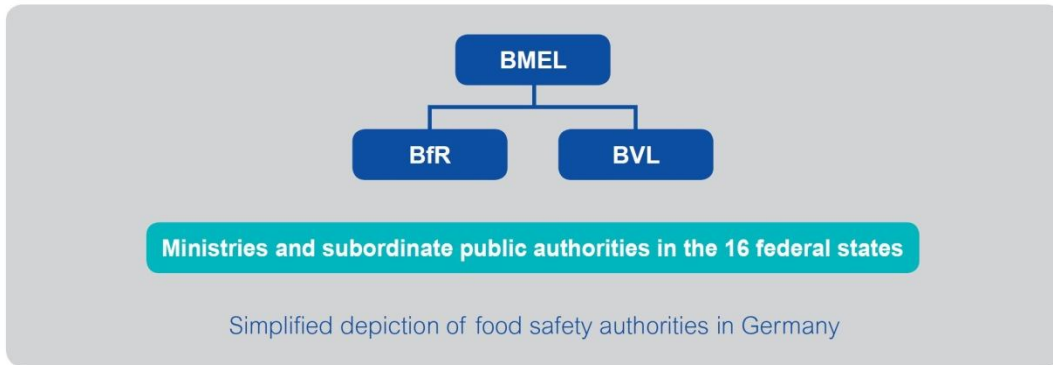 BMEL
BfR
BVL
Ministries and subordinate public authorities in the 16 federal states
Simplified depiction of food safety authorities in Germany